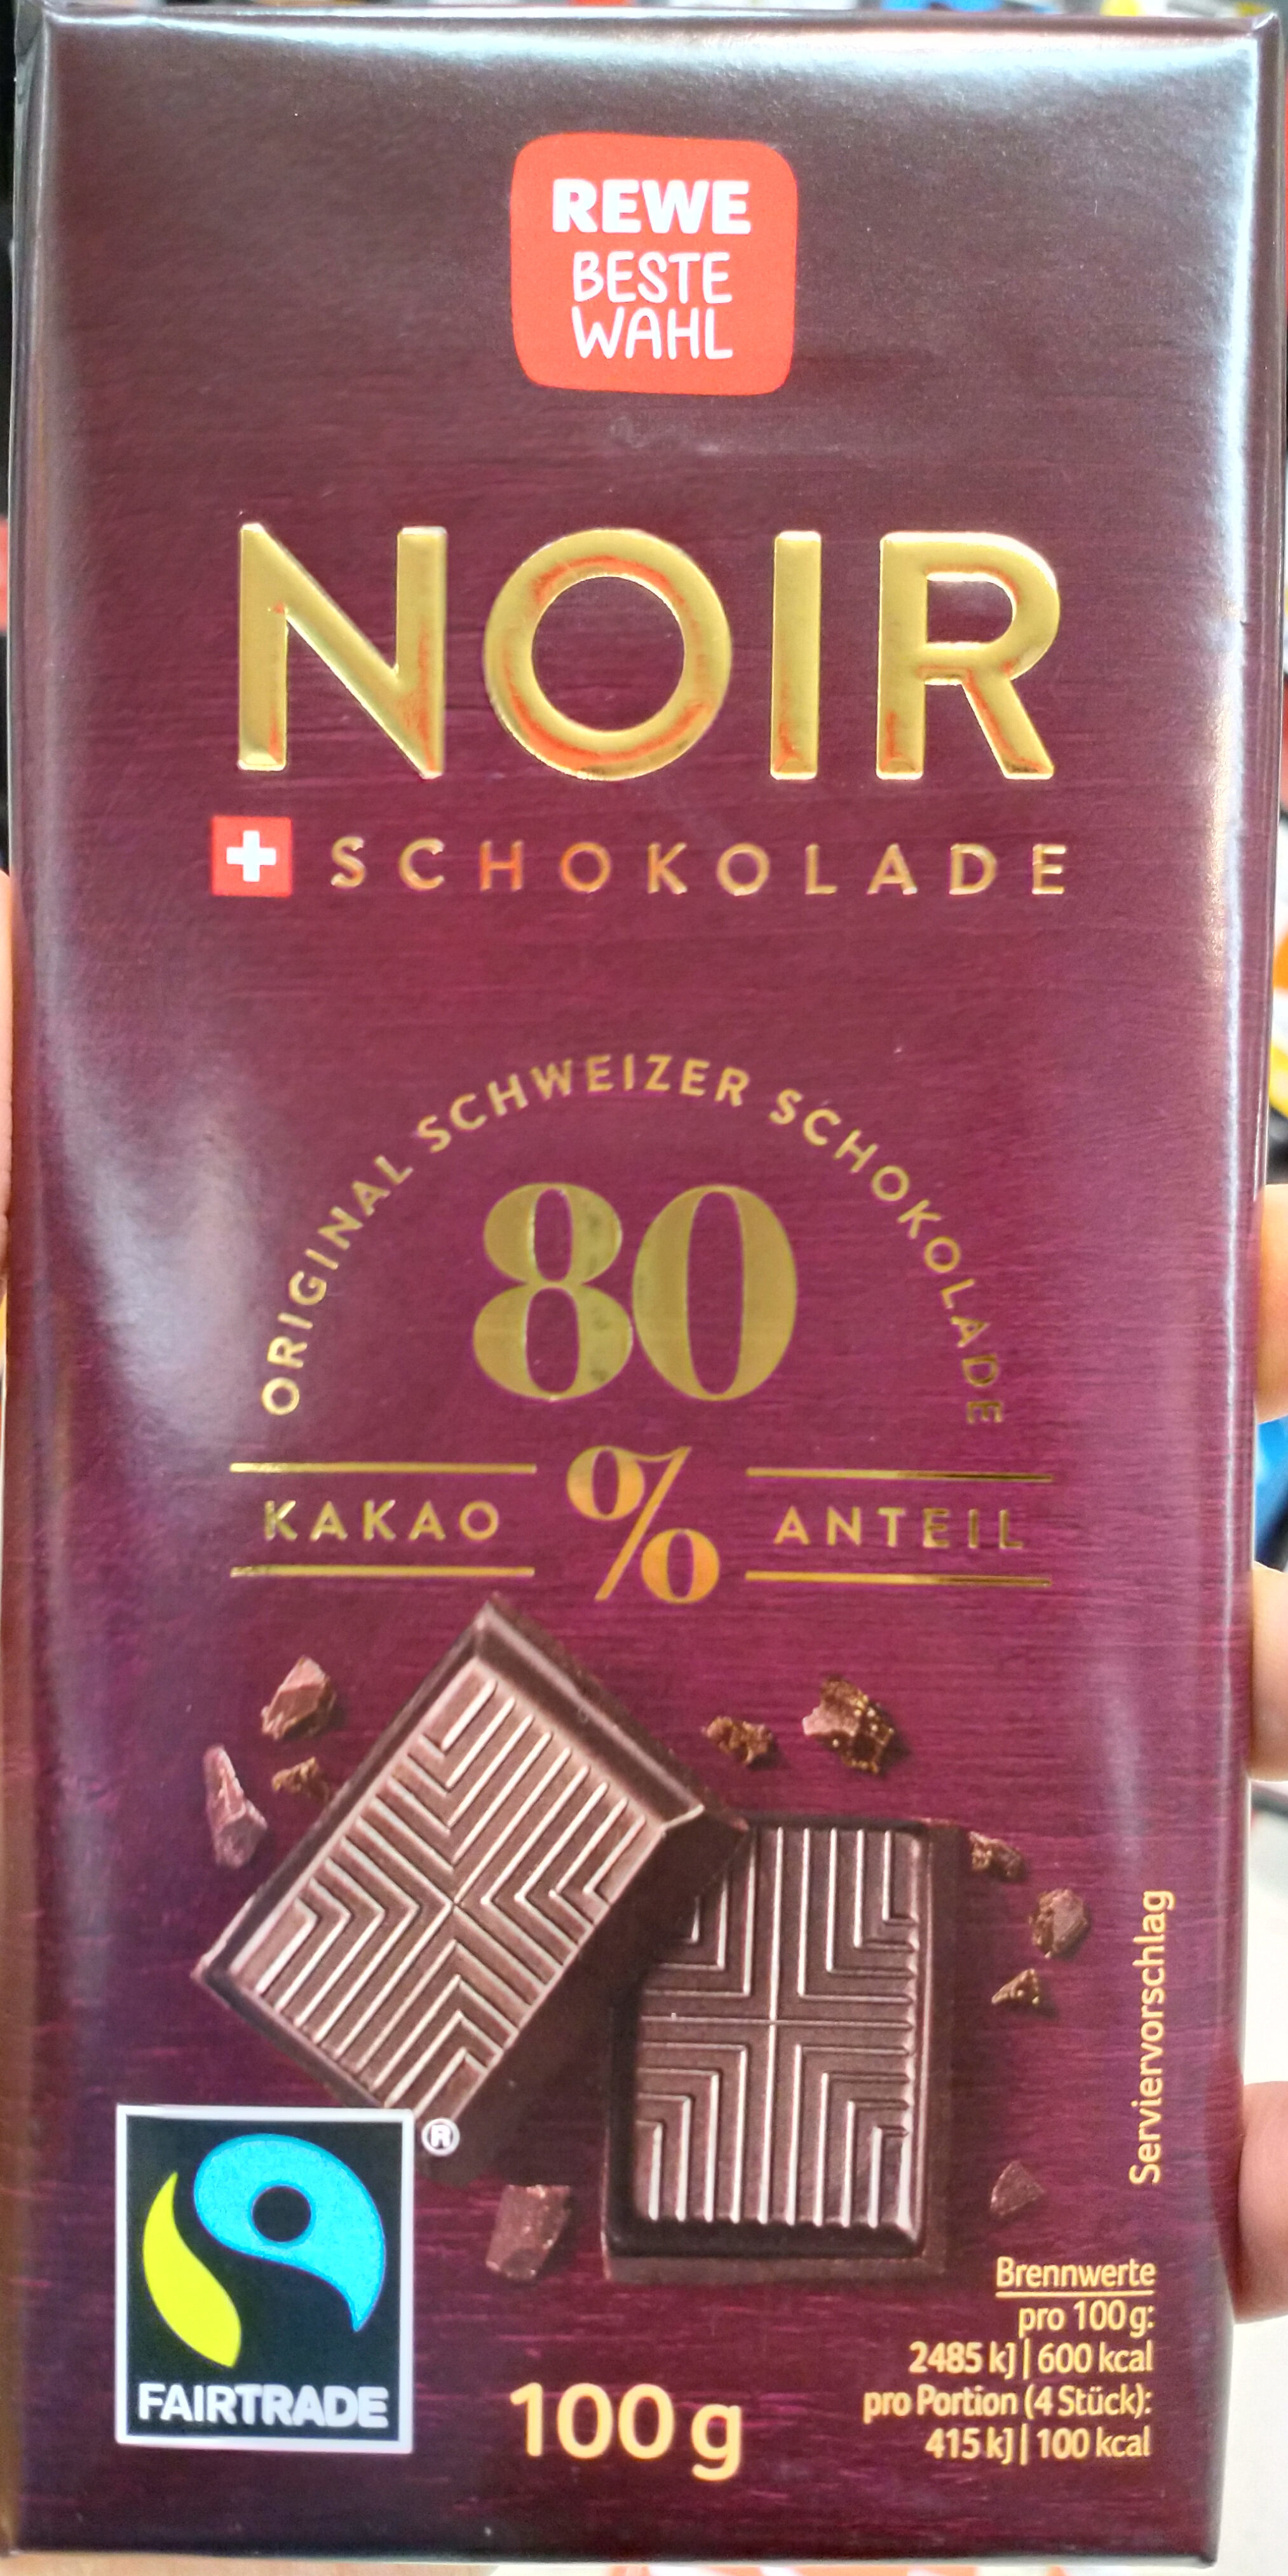 REWE
BESTE
WAHL
NOIR
SCHOKOLADE
ORIGINAL SCHWEIZER SCHOKOLADE
80
%
KAKAO ANTEIL
Serviervorschlag
®
FAIRTRADE
100 g
Brennwerte
pro 100 g:
2485 kJ | 600 kcal
pro Portion (4 Stück):
415 kJ | 100 kcal